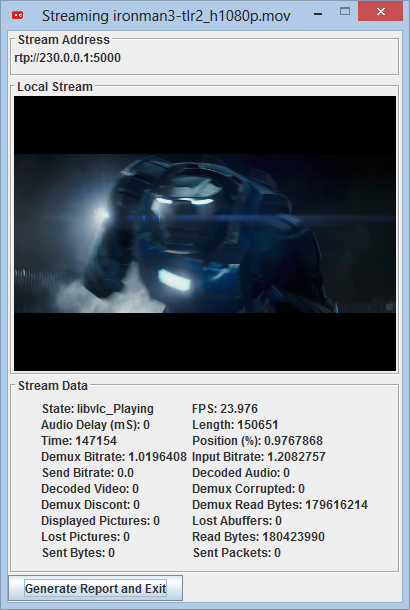 Streaming ironman3-tlr2_h1080p.mov
Stream Address
rtp://230.0.0.1:5000
Local Stream
Stream Data
State: libvlc_Playing FPS: 23.976
Audio Delay (mS): 0 Length: 150651
Time: 147154 Position (%): 0.9767868
Demux Bitrate: 1.0196408 Input Bitrate: 1.2082757
Send Bitrate: 0.0 Decoded Audio: 0
Decoded Video: 0 Demux Corrupted: 0
Demux Discont: 0 Demux Read Bytes: 179616214
Displayed Pictures: 0 Lost Abuffers: 0
Lost Pictures: 0 Read Bytes: 180423990
Sent Bytes: 0 Sent Packets: 0
Generate Report and Exit